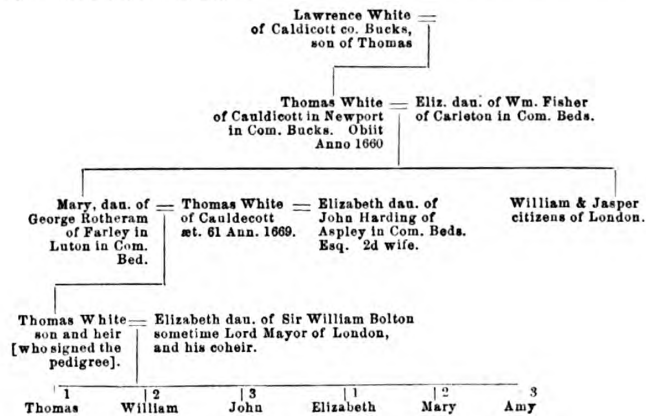 Lawrence White =
of Caldicott co. Bucks,
son of Thomas
Thomas White = Eliz. dau. of Wm. Fisher
of Cauldicott in Newport of Carleton in Com. Beds.
in Com. Bucks. Obiit
Anno 1660
Mary, dau. of = Thomas White = Elizabeth dau. of William & Jasper
George Rotheram of Cauldecott John Harding of citizens of London.
of Farley in æt. 61 Ann. 1669. Aspley in Com. Beds.
Luton in Com. Esq. 2d wife.
Bed.
Thomas White = Elizabeth dau. of Sir William Bolton
son and heir sometime Lord Mayor of London,
[who signed the and his coheir.
pedigree].
1 2 3 1 2 3
Thomas William John Elizabeth Mary Amy